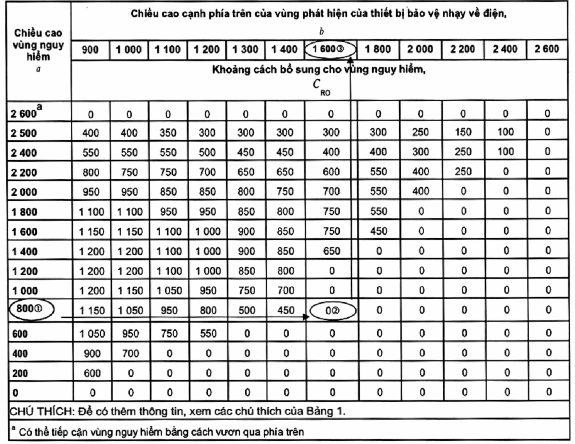 Chiều cao vùng nguy hiểm
a
Chiều cao cạnh phía trên của vùng phát hiện của thiết bị bảo vệ nhạy về điện,
b
900 1 000 1 100 1 200 1 300 1 400 1 600③ 1 800 2 000 2 200 2 400 2 600
Khoảng cách bổ sung cho vùng nguy hiểm,
C RO
2 600 a 0 0 0 0 0 0 0 0 0 0 0 0
2 500 400 400 350 300 300 300 300 300 250 150 100 0
2 400 550 550 550 500 450 450 400 400 300 250 100 0
2 200 800 750 750 700 650 650 600 550 400 250 0 0
2 000 950 950 850 850 800 750 700 550 400 0 0 0
1 800 1 100 1 100 950 950 850 800 750 550 0 0 0 0
1 600 1 150 1 150 1 100 1 000 900 850 750 450 0 0 0 0
1 400 1 200 1 200 1 100 1 000 900 850 650 0 0 0 0 0
1 200 1 200 1 200 1 100 1 000 850 800 0 0 0 0 0 0
1 000 1 200 1 150 1 050 950 750 700 0 0 0 0 0 0
800① 1 150 1 050 950 800 500 450 0② 0 0 0 0 0
600 1 050 950 750 550 0 0 0 0 0 0 0 0
400 900 700 0 0 0 0 0 0 0 0 0 0
200 600 0 0 0 0 0 0 0 0 0 0 0
0 0 0 0 0 0 0 0 0 0 0 0 0
CHÚ THÍCH: Để có thêm thông tin, xem các chú thích của Bảng 1.
a Có thể tiếp cận vùng nguy hiểm bằng cách vươn qua phía trên